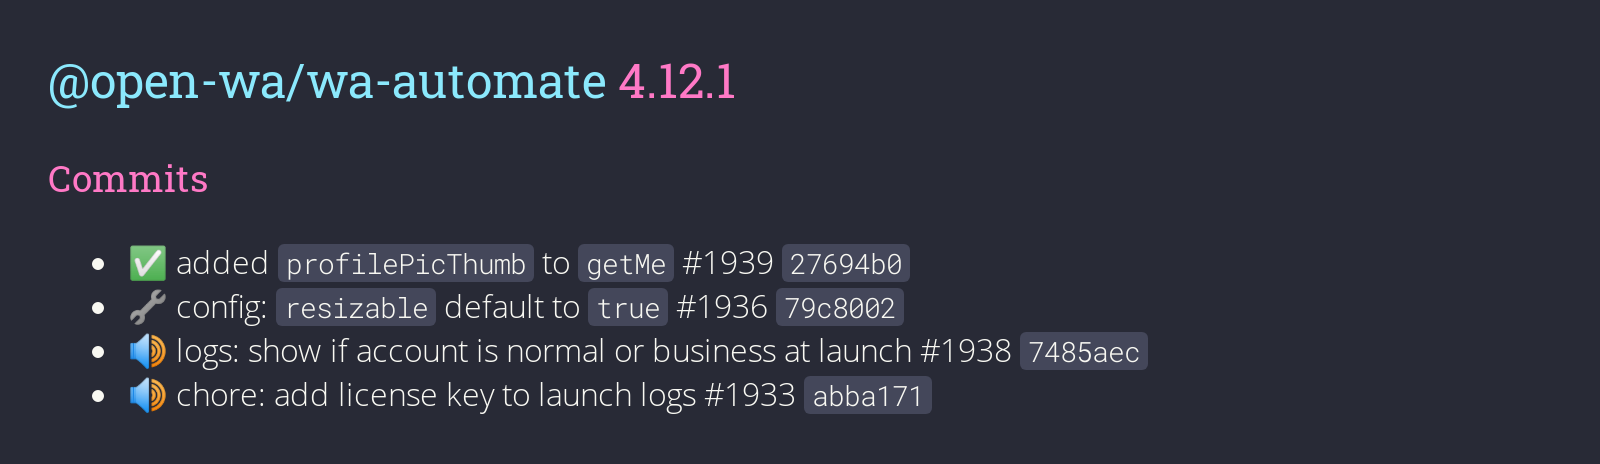 @open-wa/wa-automate 4.12.1
Commits
• ✅ added profilePicThumb to getMe #1939 27694b0
• 🔧 config: resizable default to true #1936 79c8002
• 🔊 logs: show if account is normal or business at launch #1938 7485aec
• 🔊 chore: add license key to launch logs #1933 abba171